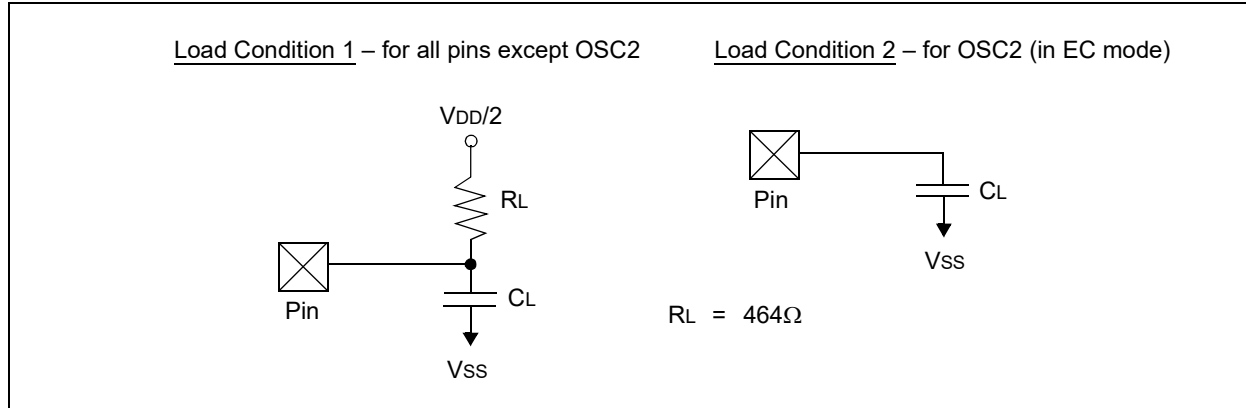 Load Condition 1 – for all pins except OSC2
VDD/2
RL
Pin
CL
VSS
Load Condition 2 – for OSC2 (in EC mode)
Pin
CL
VSS
RL = 464Ω